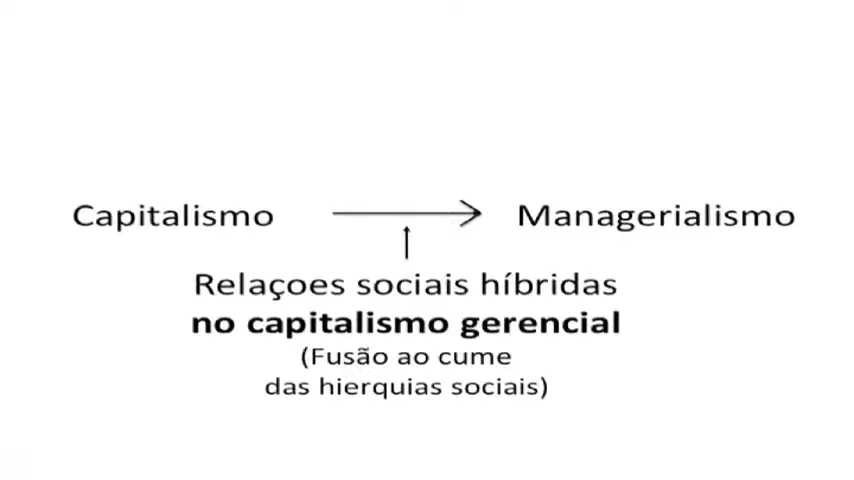 Capitalismo Managerialismo
Relaçoes sociais híbridas
no capitalismo gerencial
(Fusão ao cume
das hierquias sociais)